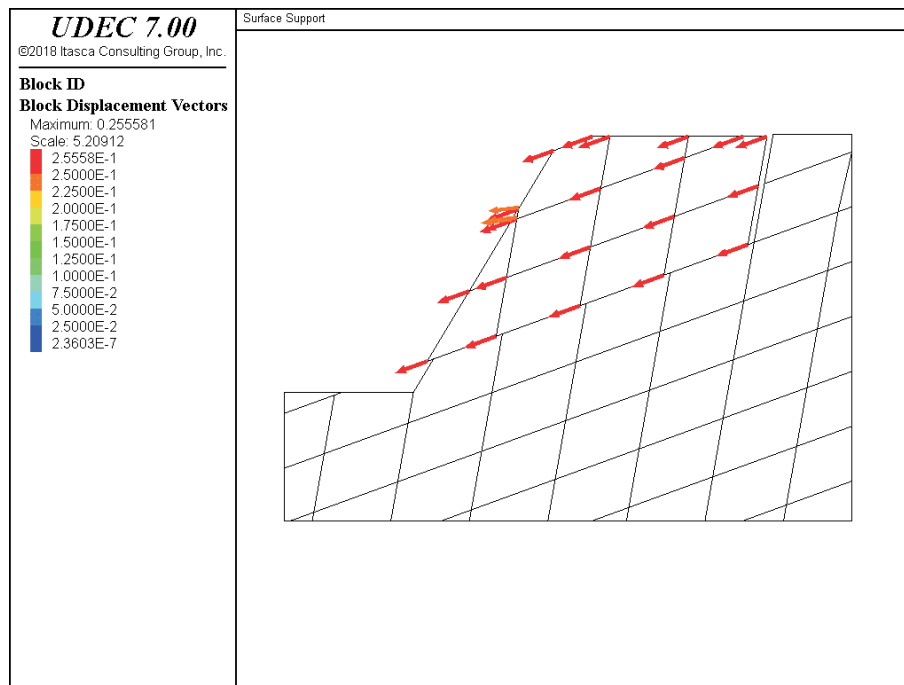 UDEC 7.00
©2018 Itasca Consulting Group, Inc.
Block ID
Block Displacement Vectors
Maximum: 0.255581
Scale: 5.20912
2.5558E-1
2.5000E-1
2.2500E-1
2.0000E-1
1.7500E-1
1.5000E-1
1.2500E-1
1.0000E-1
7.5000E-2
5.0000E-2
2.5000E-2
2.3603E-7
Surface Support